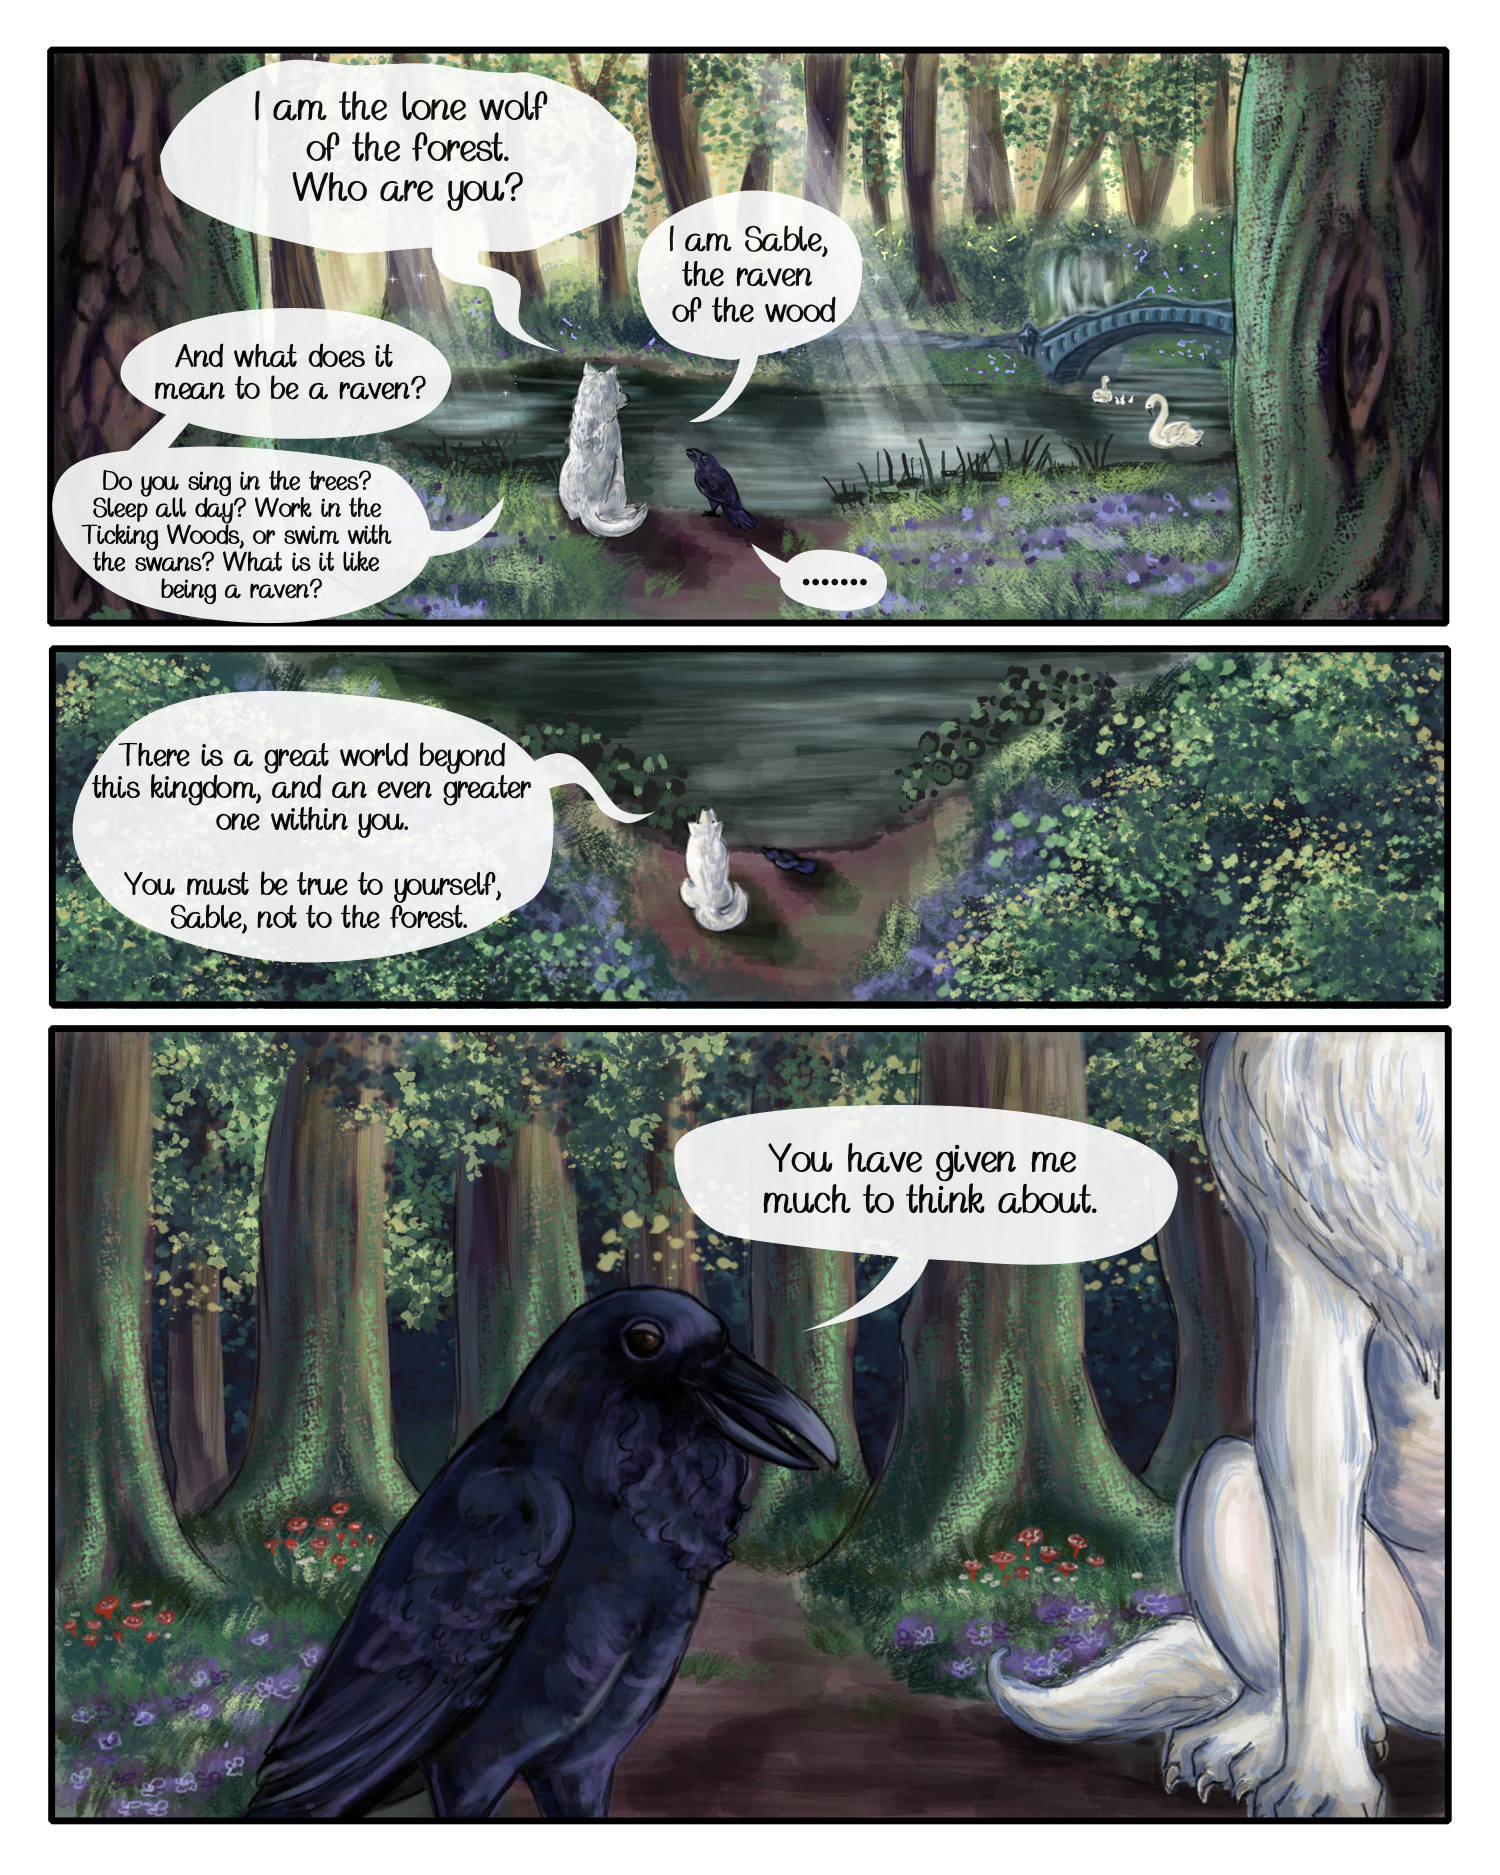 I am the lone wolf
of the forest.
Who are you?
I am Sable,
the raven
of the wood
And what does it
mean to be a raven?
Do you sing in the trees?
Sleep all day? Work in the
Ticking Woods, or swim with
the swans? What is it like
being a raven?
.......
There is a great world beyond
this kingdom, and an even greater
one within you.
You must be true to yourself,
Sable, not to the forest.
You have given me
much to think about.